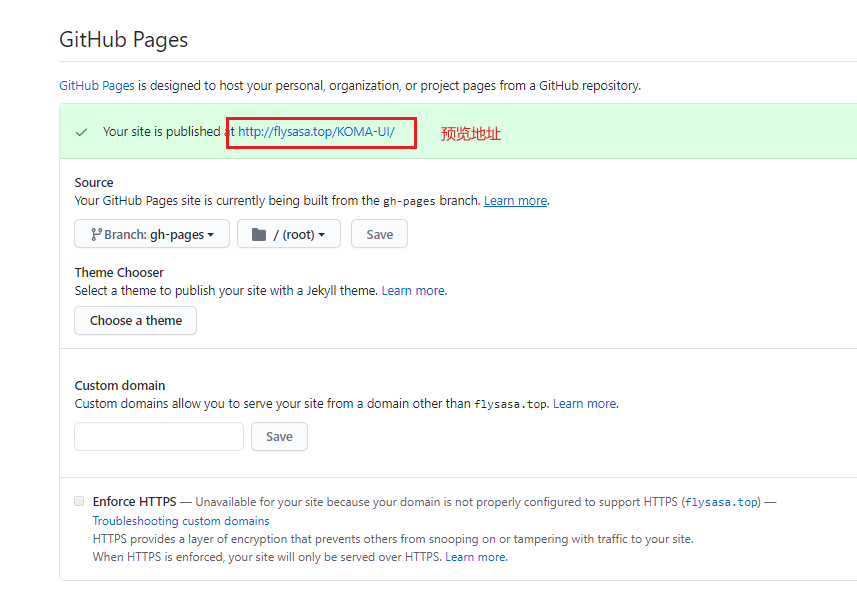 GitHub Pages
GitHub Pages is designed to host your personal, organization, or project pages from a GitHub repository.
Your site is published at http://flysasa.top/KOMA-UI/ 预览地址
Source
Your GitHub Pages site is currently being built from the gh-pages branch. Learn more.
Branch: gh-pages / (root) Save
Theme Chooser
Select a theme to publish your site with a Jekyll theme. Learn more.
Choose a theme
Custom domain
Custom domains allow you to serve your site from a domain other than flysasa.top. Learn more.
Save
Enforce HTTPS — Unavailable for your site because your domain is not properly configured to support HTTPS (flysasa.top) —
Troubleshooting custom domains
HTTPS provides a layer of encryption that prevents others from snooping on or tampering with traffic to your site.
When HTTPS is enforced, your site will only be served over HTTPS. Learn more.